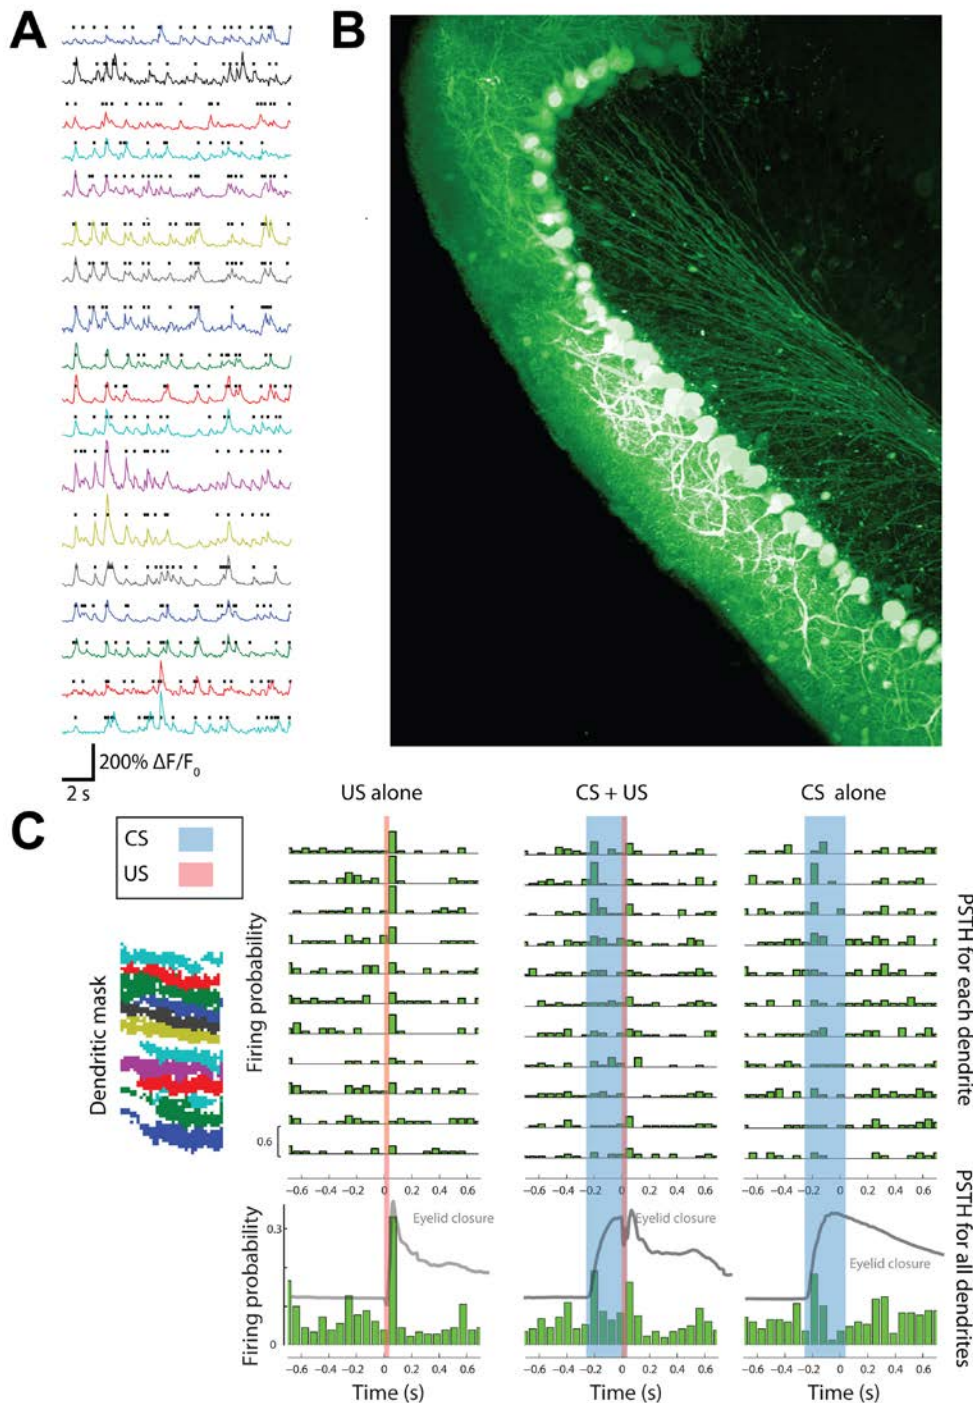 A
B
200% ΔF/F0
2 s
C
US alone
CS + US
CS alone
CS
US
Dendritic mask
Firing probability
0.6
PSTH for each dendrite
−0.6 −0.4 −0.2 0 0.2 0.4 0.6
−0.6 −0.4 −0.2 0 0.2 0.4 0.6
−0.6 −0.4 −0.2 0 0.2 0.4 0.6
Firing probability
0.3
0
Eyelid closure
Eyelid closure
Eyelid closure
PSTH for all dendrites
−0.6 −0.4 −0.2 0 0.2 0.4 0.6
−0.6 −0.4 −0.2 0 0.2 0.4 0.6
−0.6 −0.4 −0.2 0 0.2 0.4 0.6
Time (s)
Time (s)
Time (s)